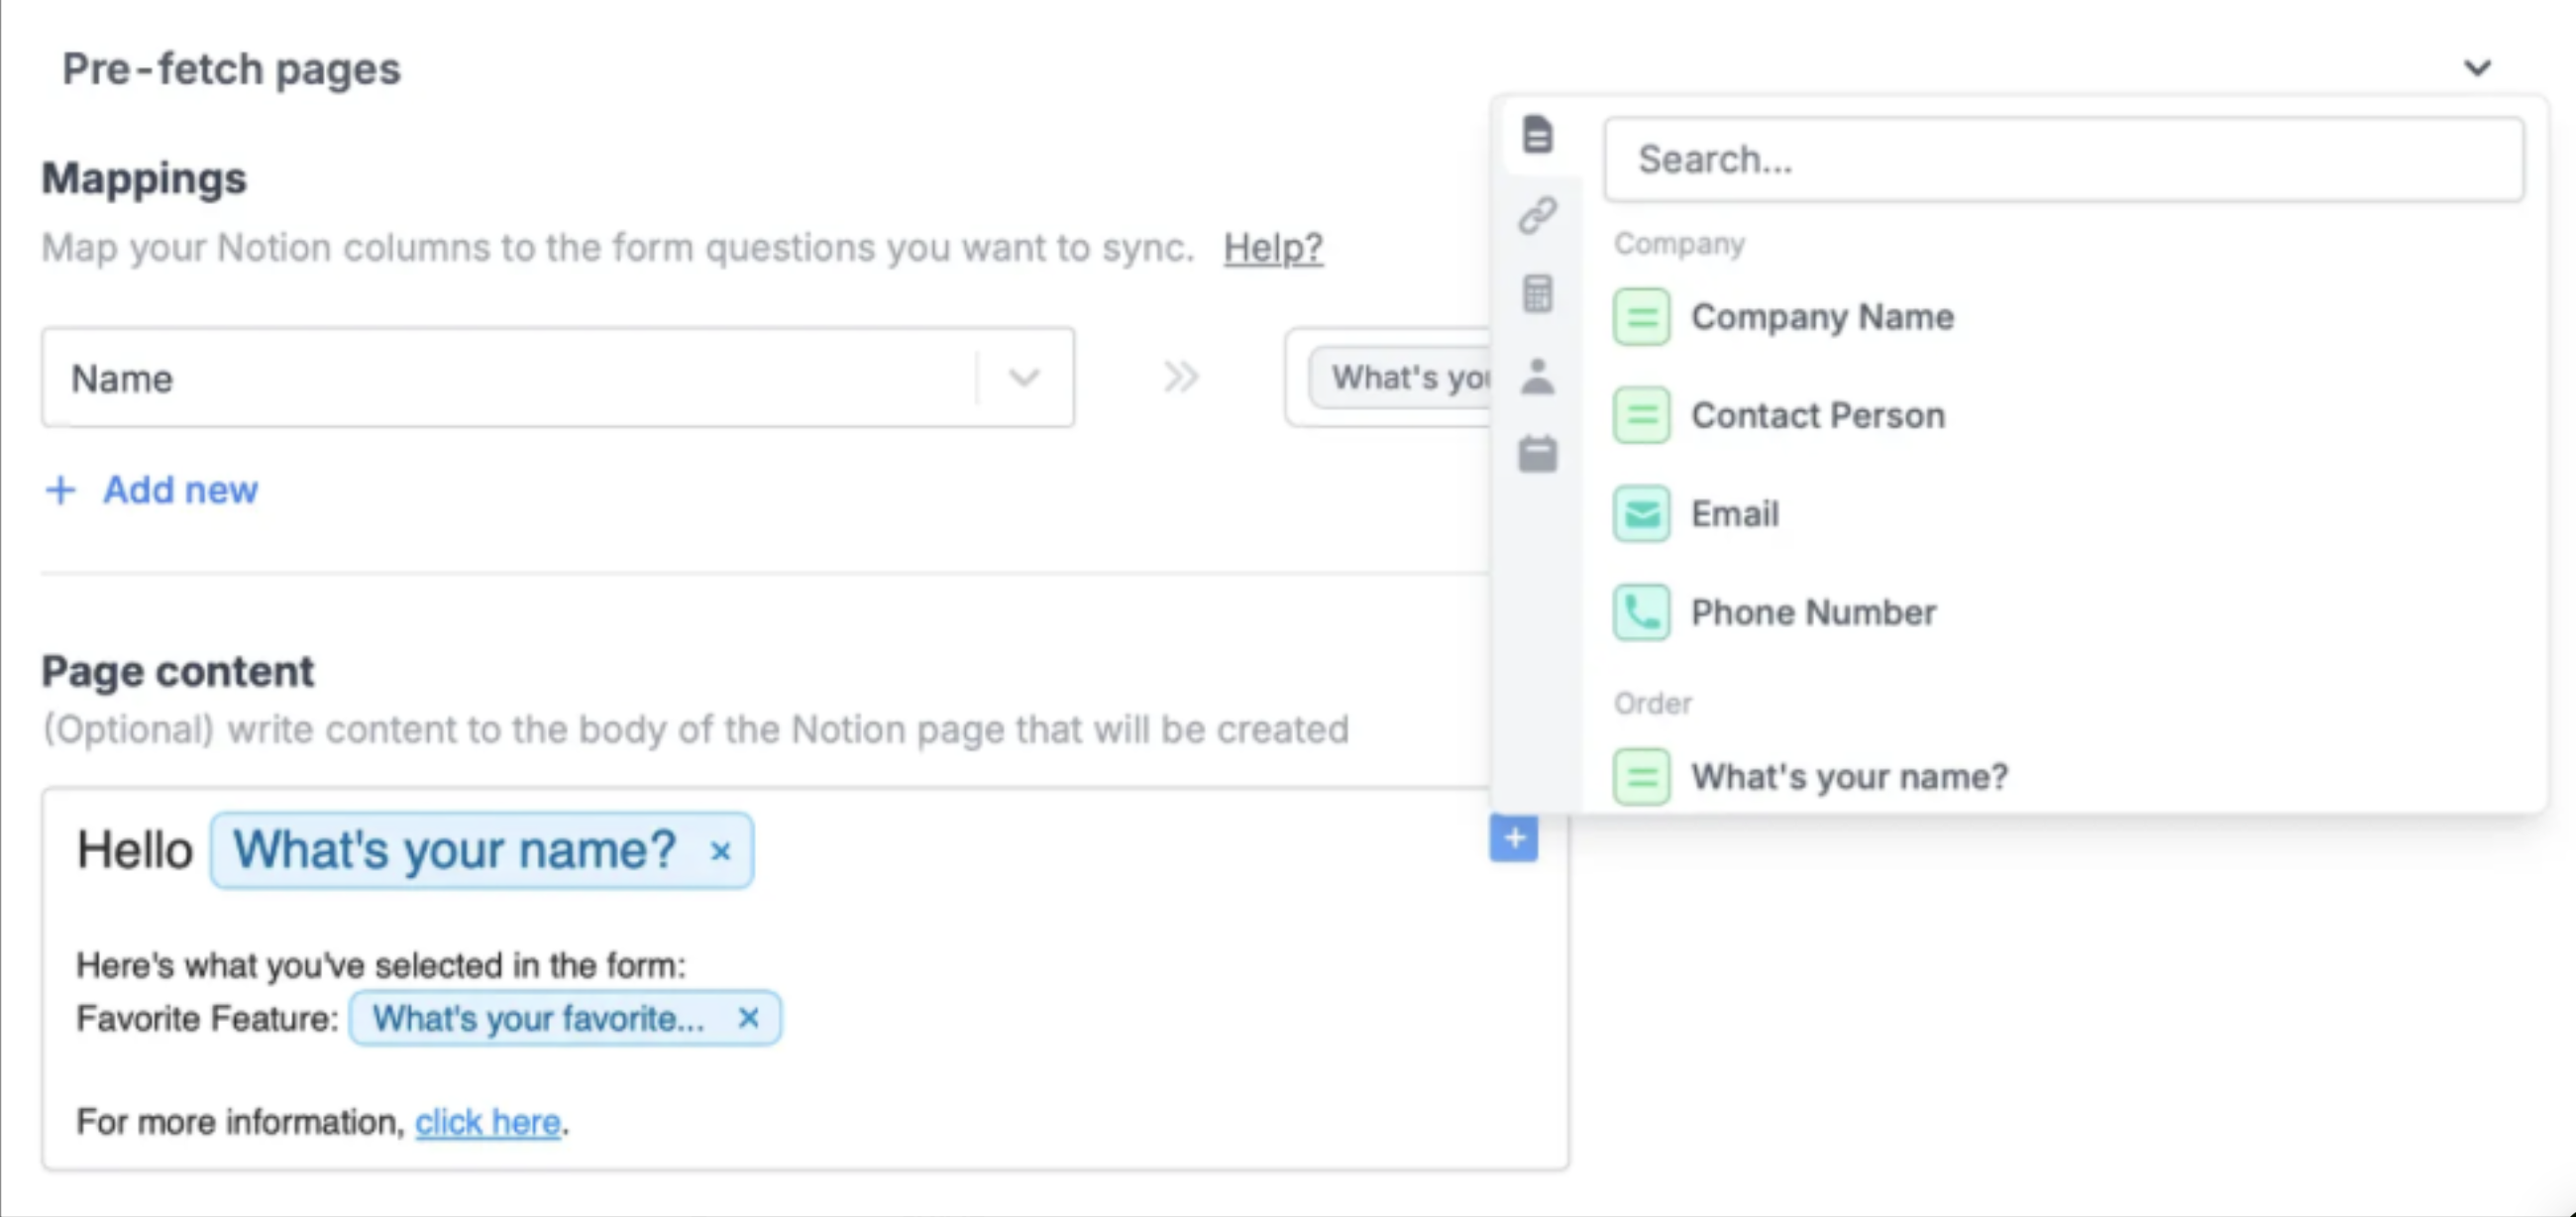 Pre-fetch pages
Mappings
Map your Notion columns to the form questions you want to sync. Help?
Name
What's you
+ Add new
Page content
(Optional) write content to the body of the Notion page that will be created
Hello What's your name? ×
Here's what you've selected in the form:
Favorite Feature: What's your favorite... ×
For more information, click here.
Search...
Company
Company Name
Contact Person
Email
Phone Number
Order
What's your name?